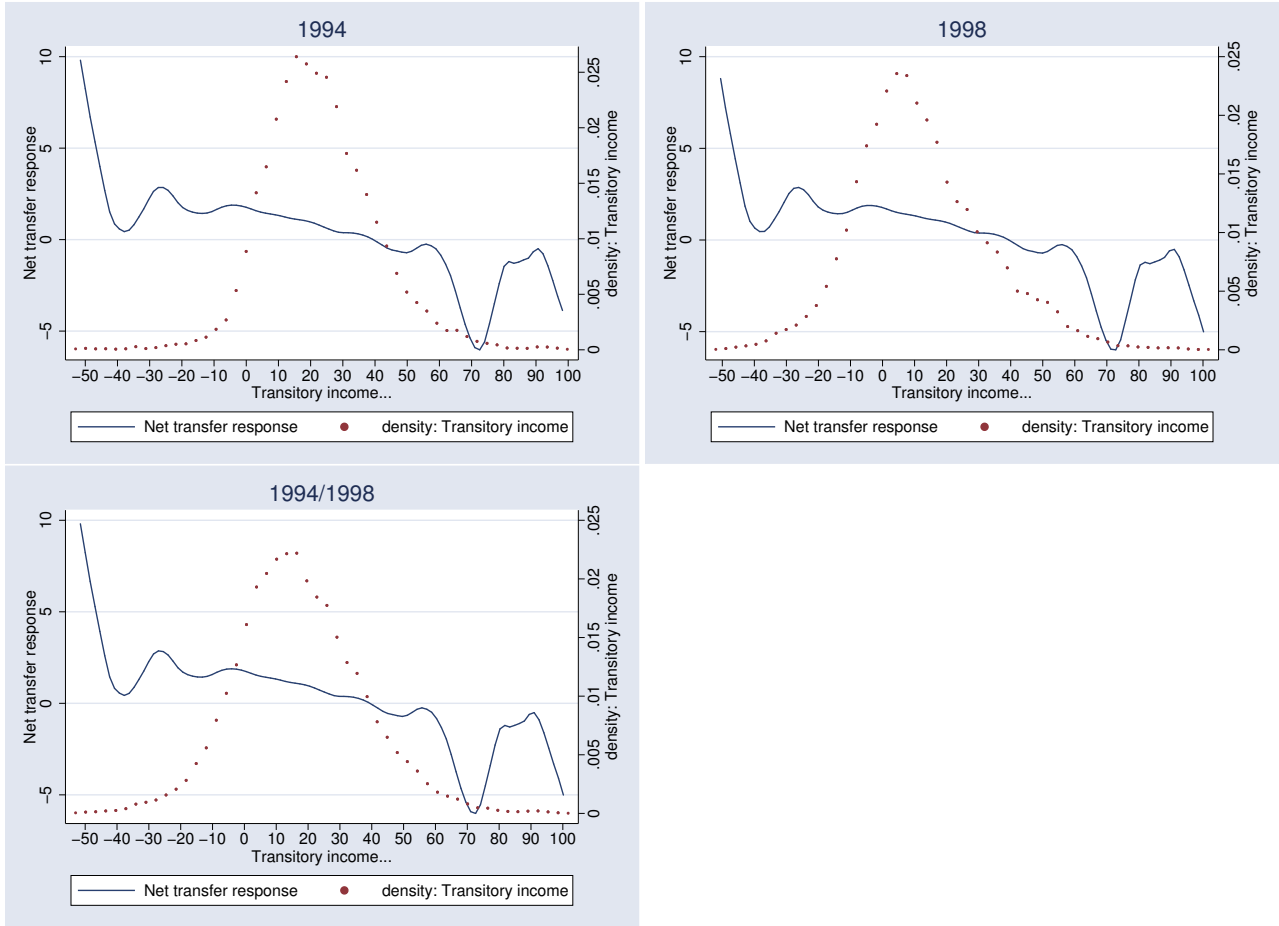 1994
10
5
0
−5
Net transfer response
.025
.02
.015
.01
.005
0
density: Transitory income
−50 −40 −30 −20 −10 0 10 20 30 40 50 60 70 80 90 100
Transitory income...
Net transfer response density: Transitory income
1998
10
5
0
−5
Net transfer response
.025
.02
.015
.01
.005
0
density: Transitory income
−50 −40 −30 −20 −10 0 10 20 30 40 50 60 70 80 90 100
Transitory income...
Net transfer response density: Transitory income
1994/1998
10
5
0
−5
Net transfer response
.025
.02
.015
.01
.005
0
density: Transitory income
−50 −40 −30 −20 −10 0 10 20 30 40 50 60 70 80 90 100
Transitory income...
Net transfer response density: Transitory income